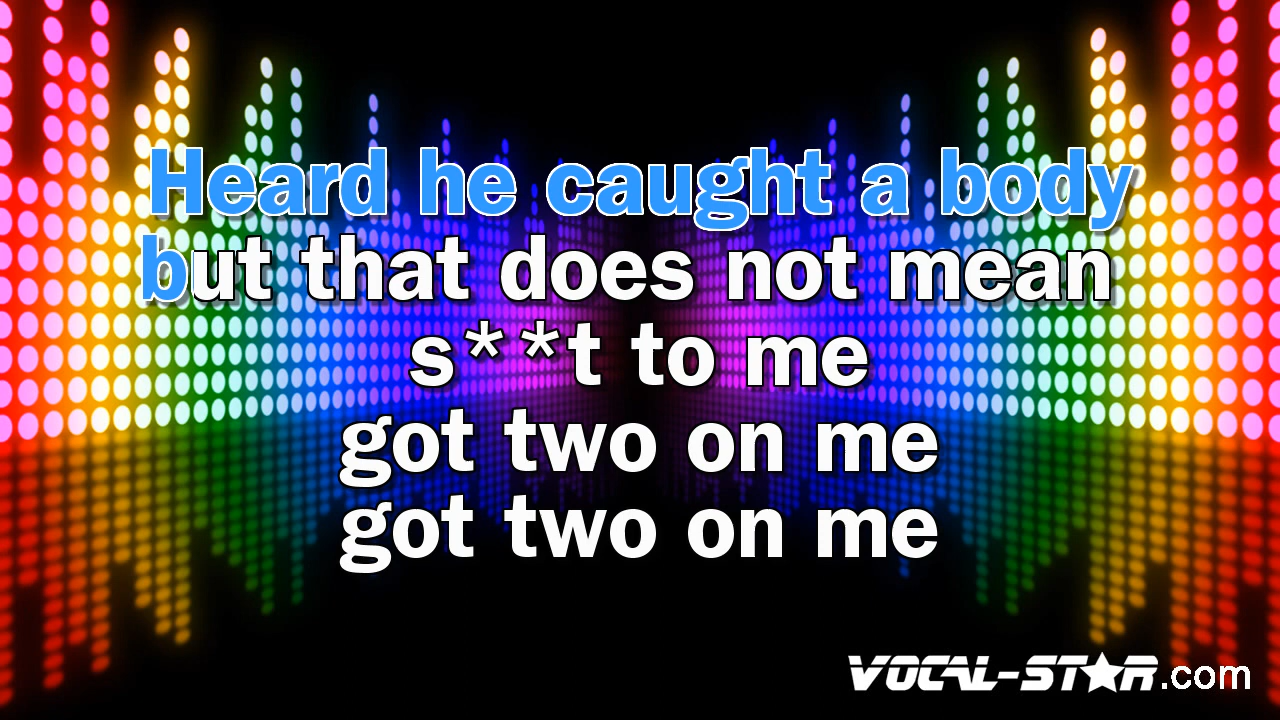 Heard he caught a body
but that does not mean
s**t to me
got two on me
got two on me
VOCAL-STAR.com